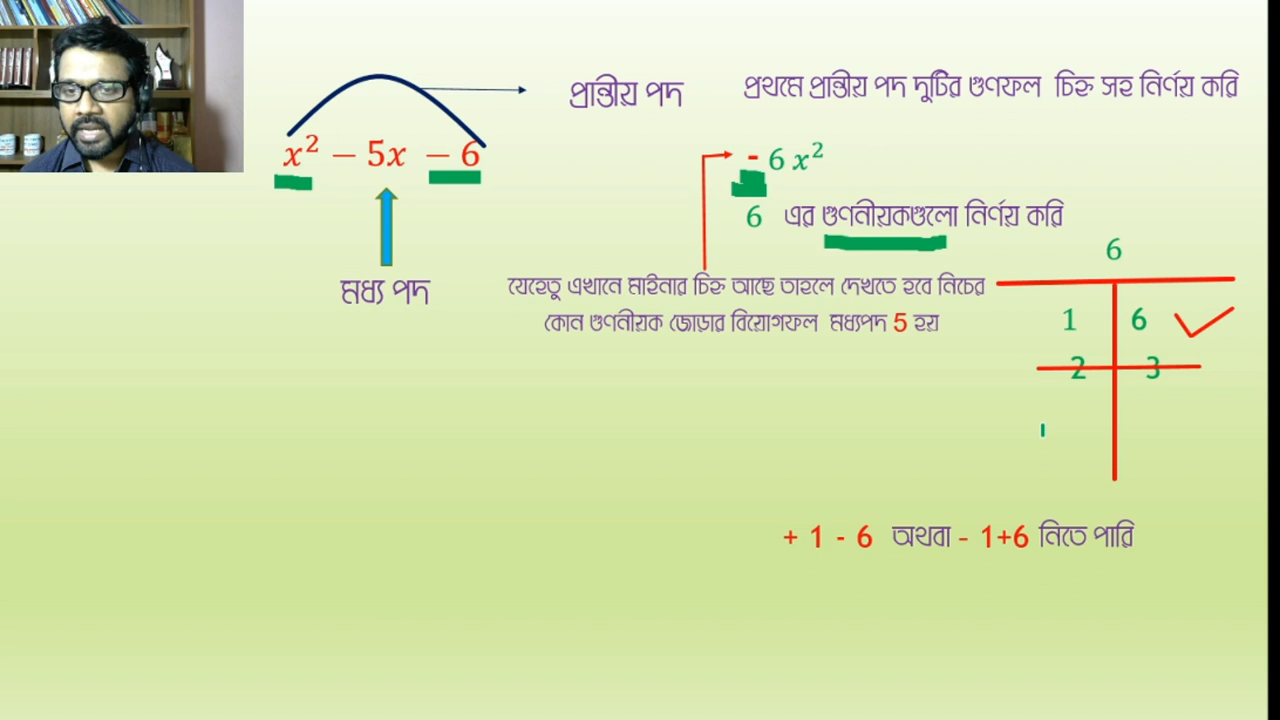 প্রান্তীয় পদ
প্রথমে প্রান্তীয় পদ দুটির গুণফল চিহ্ন সহ নির্ণয় করি
x² − 5x − 6
- 6 x²
6 এর গুণনীয়কগুলো নির্ণয় করি
মধ্য পদ
যেহেতু এখানে মাইনার চিহ্ন আছে তাহলে দেখতে হবে নিচের
কোন গুণনীয়ক জোড়ার বিয়োগফল মধ্যপদ 5 হয়
6
1 6
2 3
+ 1 - 6 অথবা - 1+6 নিতে পারি